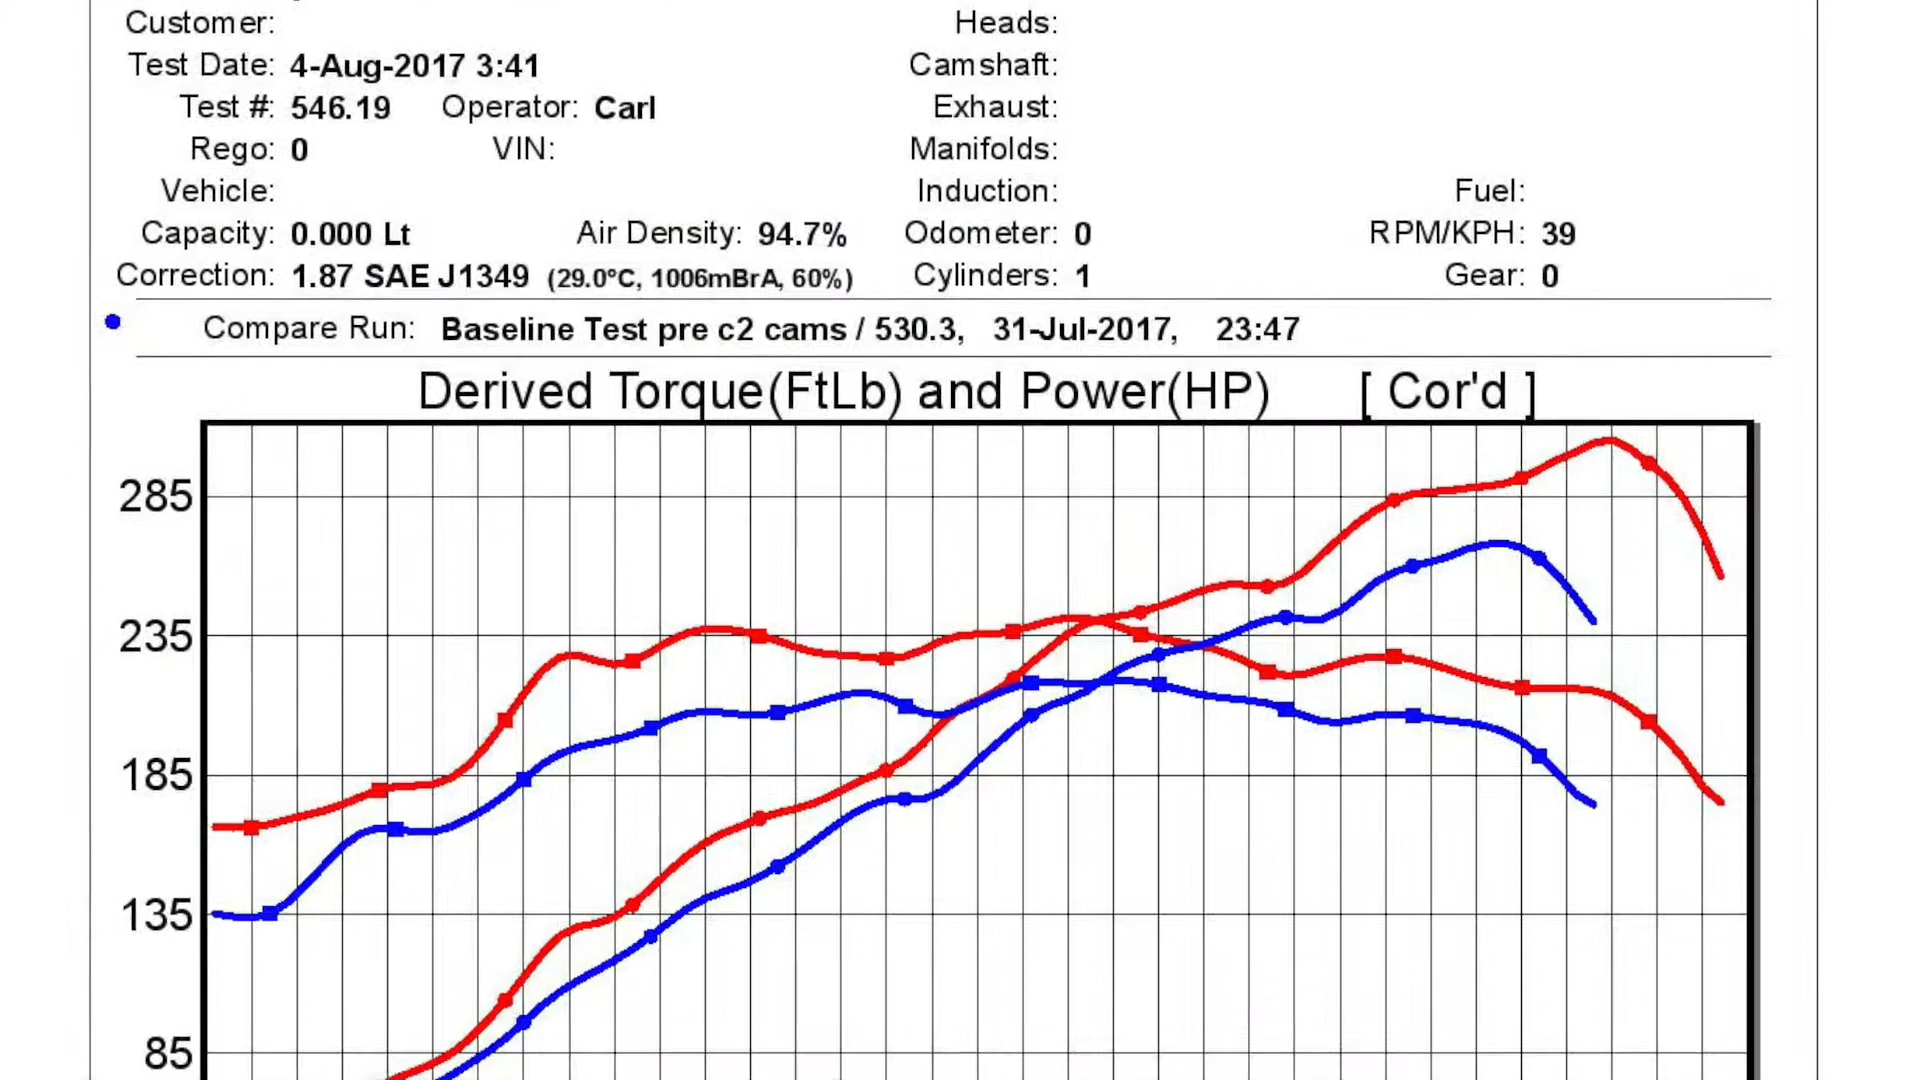 Customer: Heads:
Test Date: 4-Aug-2017 3:41 Camshaft:
Test #: 546.19 Operator: Carl Exhaust:
Rego: 0 VIN: Manifolds:
Vehicle: Induction: Fuel:
Capacity: 0.000 Lt Air Density: 94.7% Odometer: 0 RPM/KPH: 39
Correction: 1.87 SAE J1349 (29.0°C, 1006mBrA, 60%) Cylinders: 1 Gear: 0
Compare Run: Baseline Test pre c2 cams / 530.3, 31-Jul-2017, 23:47
Derived Torque(FtLb) and Power(HP) [ Cor'd ]
285
235
185
135
85